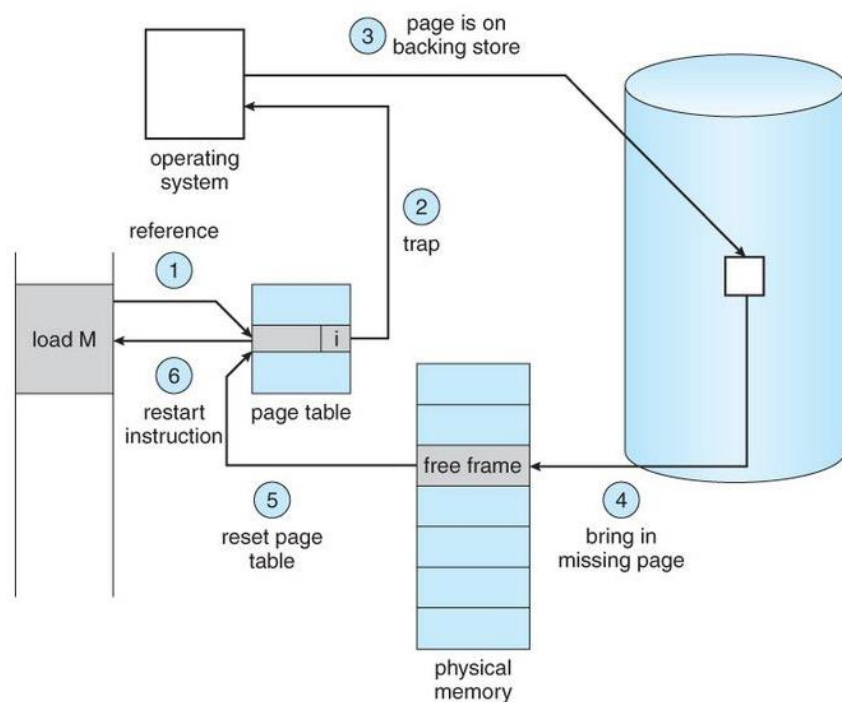 3
page is on
backing store
operating
system
2
trap
reference
1
load M
i
6
restart
instruction
page table
free frame
5
reset page
table
4
bring in
missing page
physical
memory